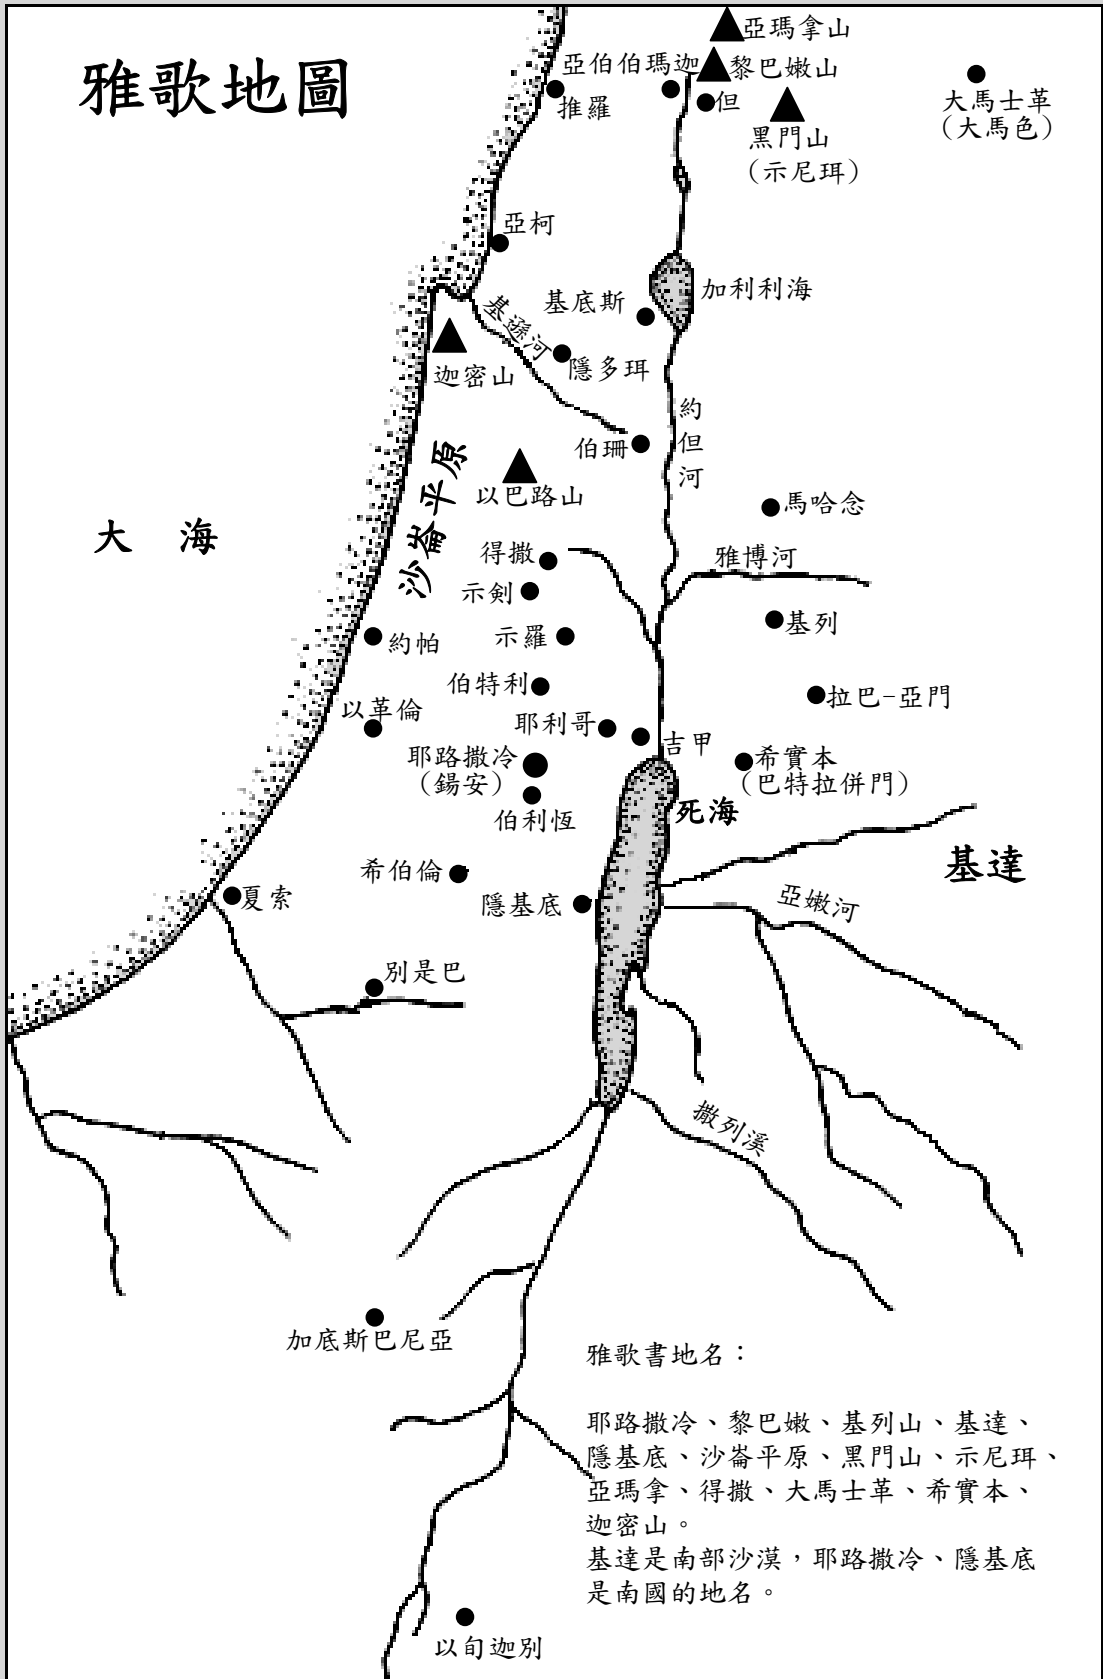 雅歌地圖
亞瑪拿山
亞伯伯瑪迦
黎巴嫩山
推羅
但
大馬士革
(大馬色)
黑門山
(示尼珥)
亞柯
加利利海
基底斯
基遜河
隱多珥
迦密山
約但河
伯珊
沙崙平原
以巴路山
馬哈念
大海
得撒
雅博河
示剣
基列
約帕
示羅
伯特利
拉巴-亞門
以革倫
耶利哥
吉甲
耶路撒冷
(鍚安)
希實本
(巴特拉併門)
伯利恆
死海
希伯倫
基達
夏索
隱基底
亞嫩河
別是巴
撒列溪
加底斯巴尼亞
雅歌書地名：
耶路撒冷、黎巴嫩、基列山、基達、
隱基底、沙崙平原、黑門山、示尼珥、
亞瑪拿、得撒、大馬士革、希實本、
迦密山。
基達是南部沙漠，耶路撒冷、隱基底
是南國的地名。
以旬迦別